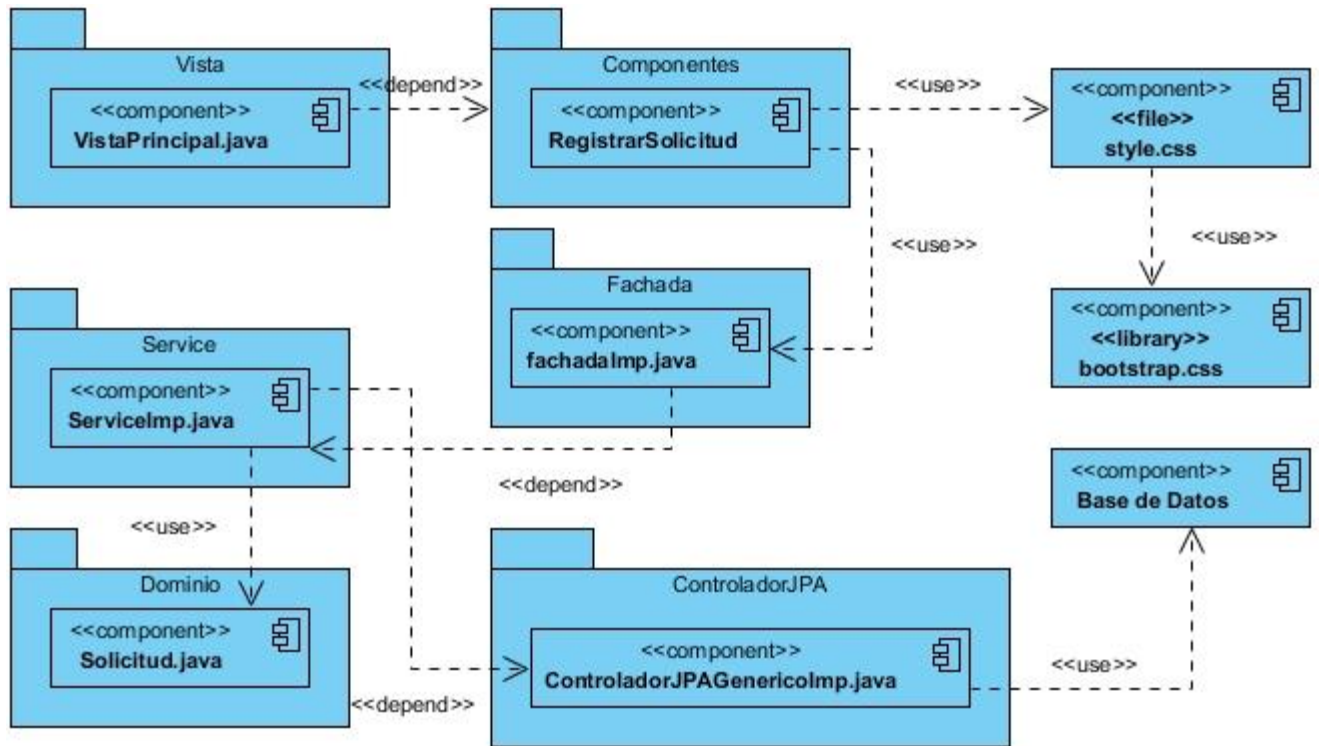 Vista
<<component>>
VistaPrincipal.java
<<depend>>
Componentes
<<component>>
RegistrarSolicitud
<<use>>
<<component>>
<<file>>
style.css
<<use>>
<<use>>
Fachada
<<component>>
fachadaImp.java
<<component>>
<<library>>
bootstrap.css
Service
<<component>>
ServiceImp.java
<<depend>>
<<component>>
Base de Datos
<<use>>
Dominio
<<component>>
Solicitud.java
<<depend>>
ControladorJPA
<<component>>
ControladorJPAGenericoImp.java
<<use>>